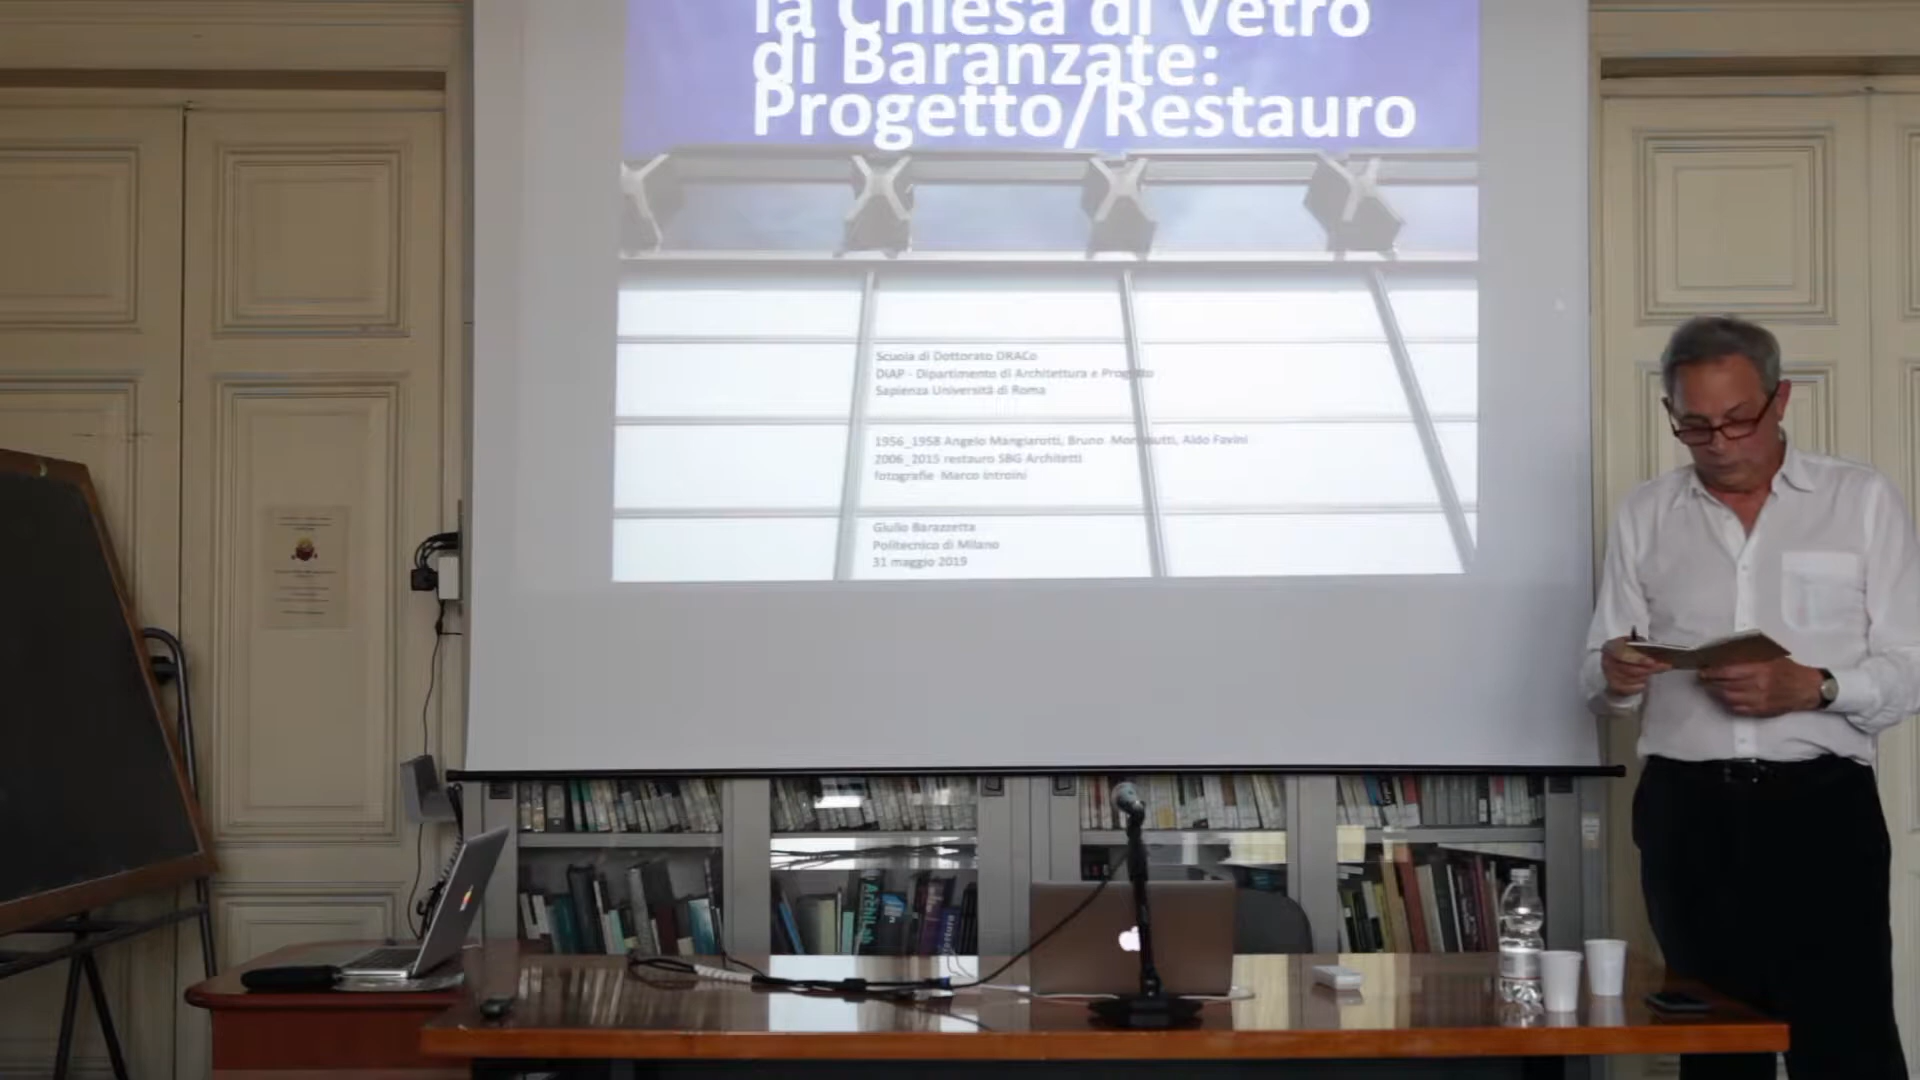 la Chiesa di Vetro
di Baranzate:
Progetto/Restauro
Scuola di Dottorato DRACo
DiAP - Dipartimento di Architettura e Progetto
Sapienza Università di Roma
1956_1958 Angelo Mangiarotti, Bruno Morassutti, Aldo Favini
2006_2015 restauro SBG Architetti
fotografie Marco Introini
Giulio Barazzetta
Politecnico di Milano
31 maggio 2019
ArchiLab